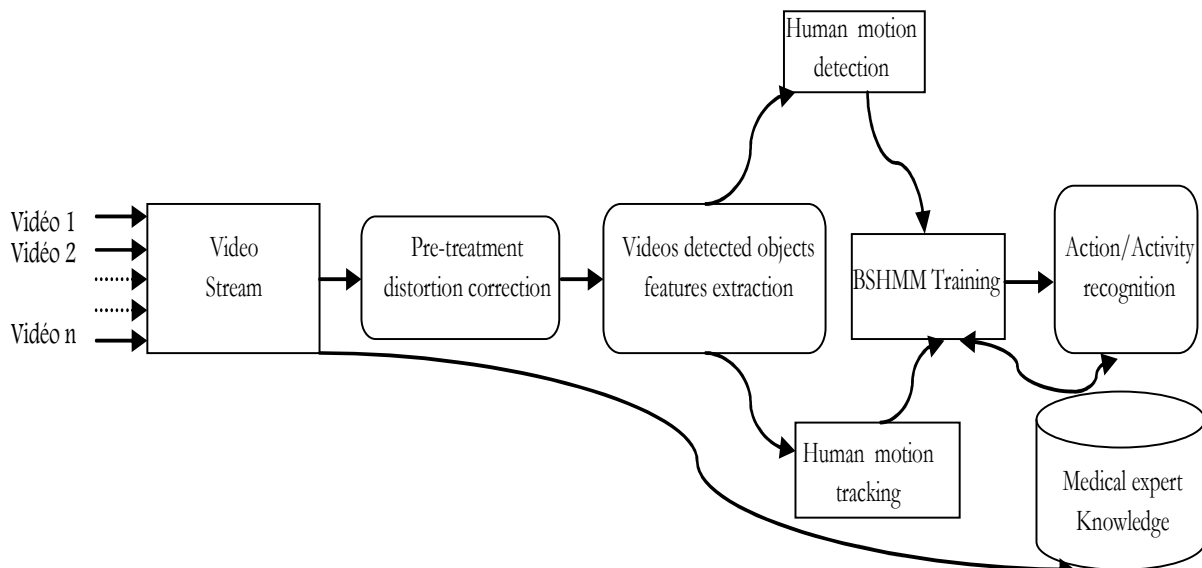 Human motion
detection
Vidéo 1
Vidéo 2
Vidéo n
Video
Stream
Pre-treatment
distortion correction
Videos detected objects
features extraction
BSHMM Training
Action/Activity
recognition
Human motion
tracking
Medical expert
Knowledge